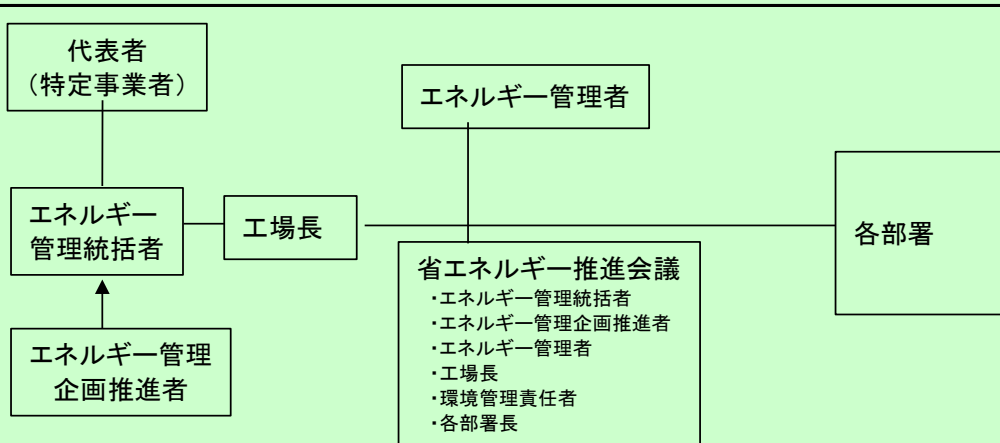 代表者
(特定事業者)
エネルギー管理者
エネルギー
管理統括者
工場長
各部署
省エネルギー推進会議
・エネルギー管理統括者
・エネルギー管理企画推進者
・エネルギー管理者
・工場長
・環境管理責任者
・各部署長
エネルギー管理
企画推進者